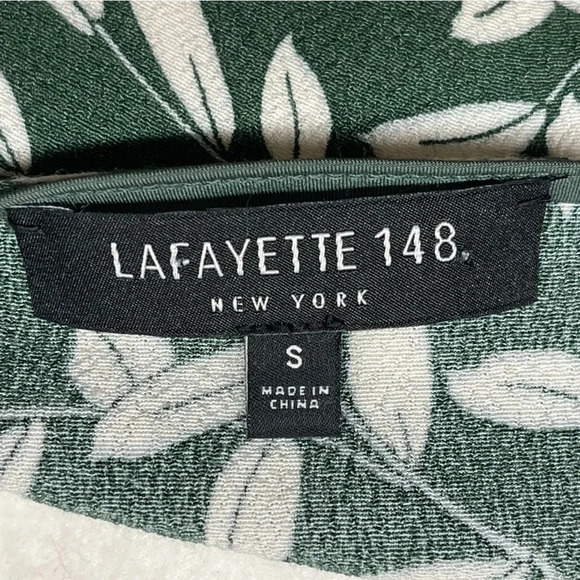 LAFAYETTE 148
NEW YORK
S
MADE IN
CHINA